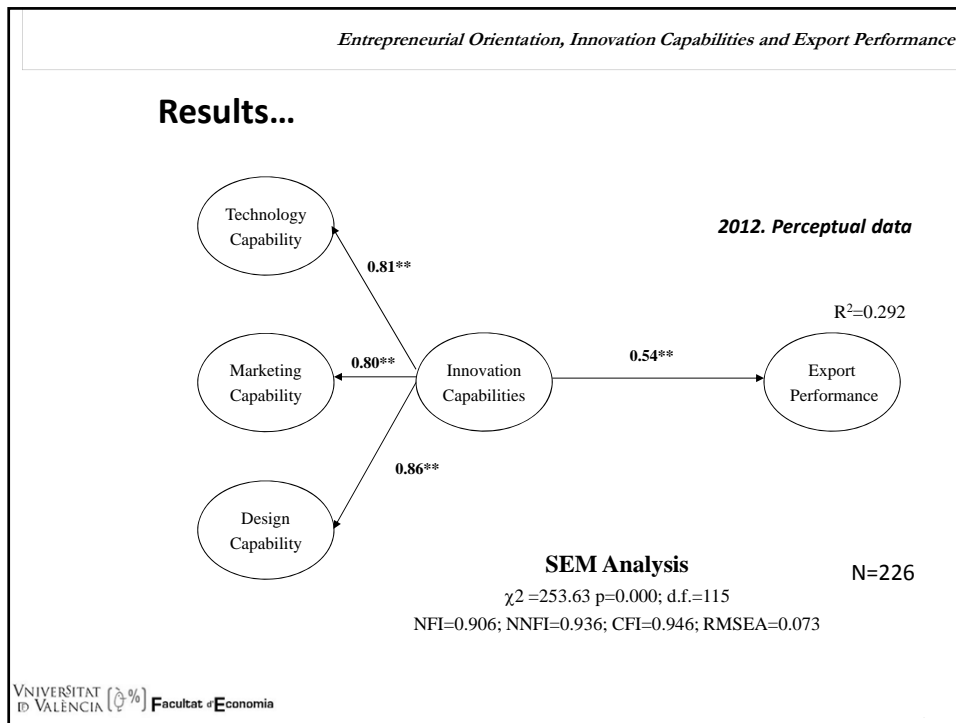 Entrepreneurial Orientation, Innovation Capabilities and Export Performance
Results...
Technology
Capability
2012. Perceptual data
0.81**
R²=0.292
Marketing
Capability
0.80**
Innovation
Capabilities
0.54**
Export
Performance
0.86**
Design
Capability
SEM Analysis
N=226
χ2 =253.63 p=0.000; d.f.=115
NFI=0.906; NNFI=0.936; CFI=0.946; RMSEA=0.073
VNIVERSITAT
ID VALÈNCIA
Facultat d'Economia